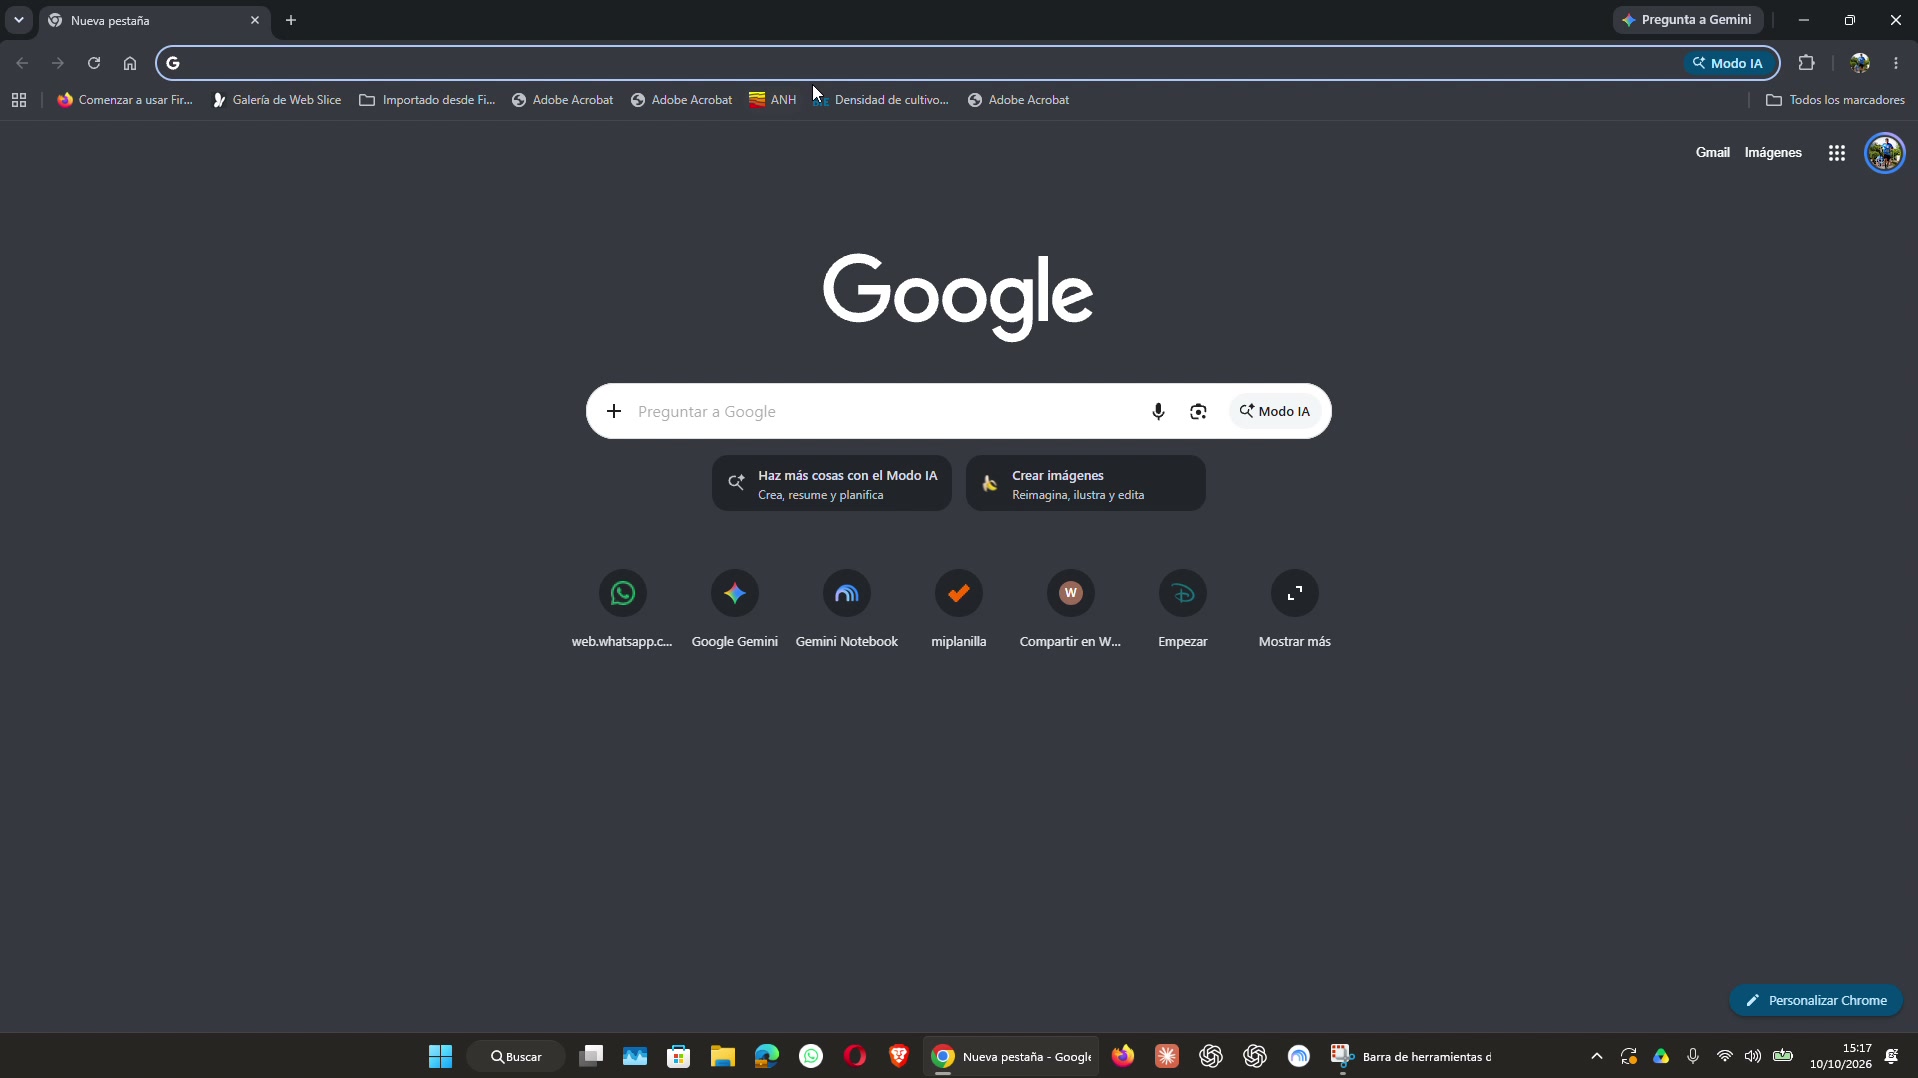 Nueva pestaña
Pregunta a Gemini
Modo IA
Comenzar a usar Fir...
Galería de Web Slice
Importado desde Fi...
Adobe Acrobat
Adobe Acrobat
ANH
Densidad de cultivo...
Adobe Acrobat
Todos los marcadores
Gmail
Imágenes
Google
Preguntar a Google
Modo IA
Haz más cosas con el Modo IA
Crea, resume y planifica
Crear imágenes
Reimagina, ilustra y edita
W
web.whatsapp.c...
Google Gemini
Gemini Notebook
miplanilla
Compartir en W...
Empezar
Mostrar más
Personalizar Chrome
Buscar
Nueva pestaña - Google
Barra de herramientas d
15:17
10/10/2026